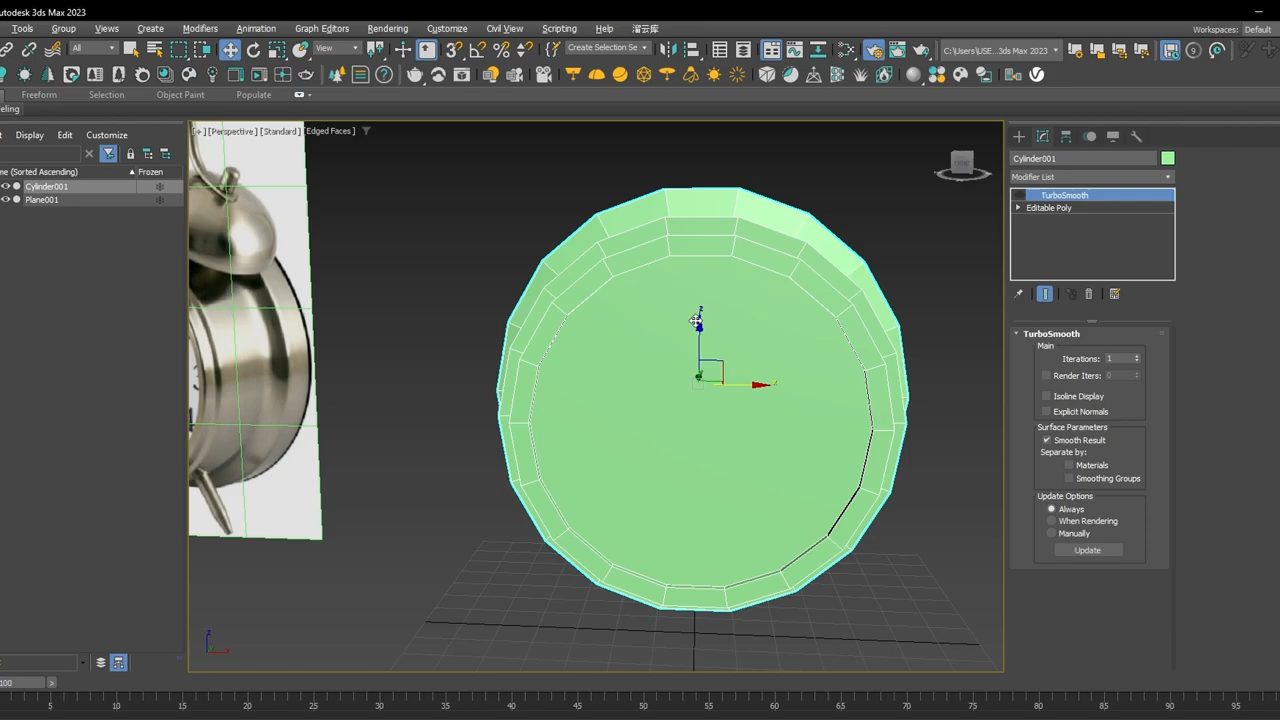 utodesk 3ds Max 2023
Tools Group Views Create Modifiers Animation Graph Editors Rendering Customize Civil View Scripting Help 溜云库 Workspaces: Default
All View Create Selection Se C:\Users\USE...3ds Max 2023
Freeform Selection Object Paint Populate
eling
t Display Edit Customize
me (Sorted Ascending) ▲ Frozen
Cylinder001
Plane001
[+] [Perspective] [Standard] [Edged Faces]
z
x
z
Cylinder001
Modifier List
TurboSmooth
Editable Poly
TurboSmooth
Main
Iterations: 1
Render Iters: 0
Isoline Display
Explicit Normals
Surface Parameters
Smooth Result
Separate by:
Materials
Smoothing Groups
Update Options
Always
When Rendering
Manually
Update
100 >
5 10 15 20 25 30 35 40 45 50 55 60 65 70 75 80 85 90 95